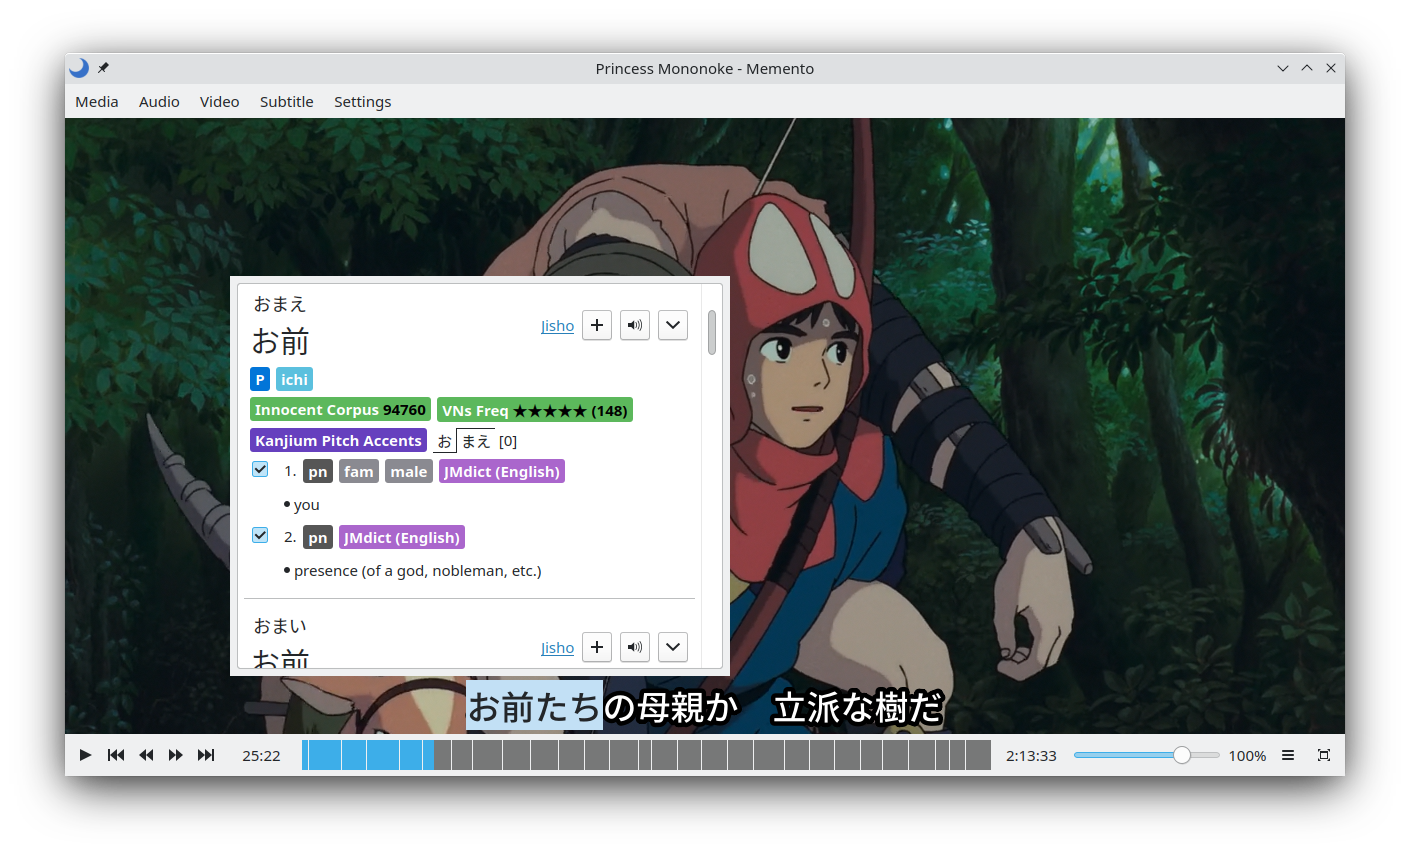 Princess Mononoke - Memento
Media Audio Video Subtitle Settings
おまえ
お前
Jisho
P ichi
Innocent Corpus 94760 VNs Freq ★★★★★ (148)
Kanjium Pitch Accents おまえ [0]
1. pn fam male JMdict (English)
• you
2. pn JMdict (English)
• presence (of a god, nobleman, etc.)
おまい
お前
Jisho
お前たちの母親か 立派な樹だ
25:22 2:13:33 100%